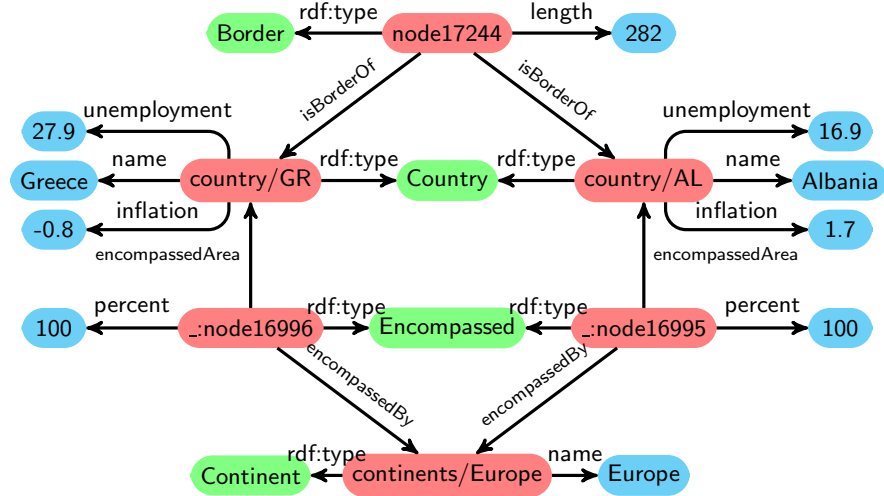 rdf:type
length
Border
node17244
282
isBorderOf
isBorderOf
unemployment
unemployment
27.9
16.9
name
rdf:type
rdf:type
name
Greece
country/GR
Country
country/AL
Albania
inflation
inflation
-0.8
1.7
encompassedArea
encompassedArea
percent
rdf:type
rdf:type
percent
100
_:node16996
Encompassed
_:node16995
100
encompassedBy
encompassedBy
rdf:type
name
Continent
continents/Europe
Europe